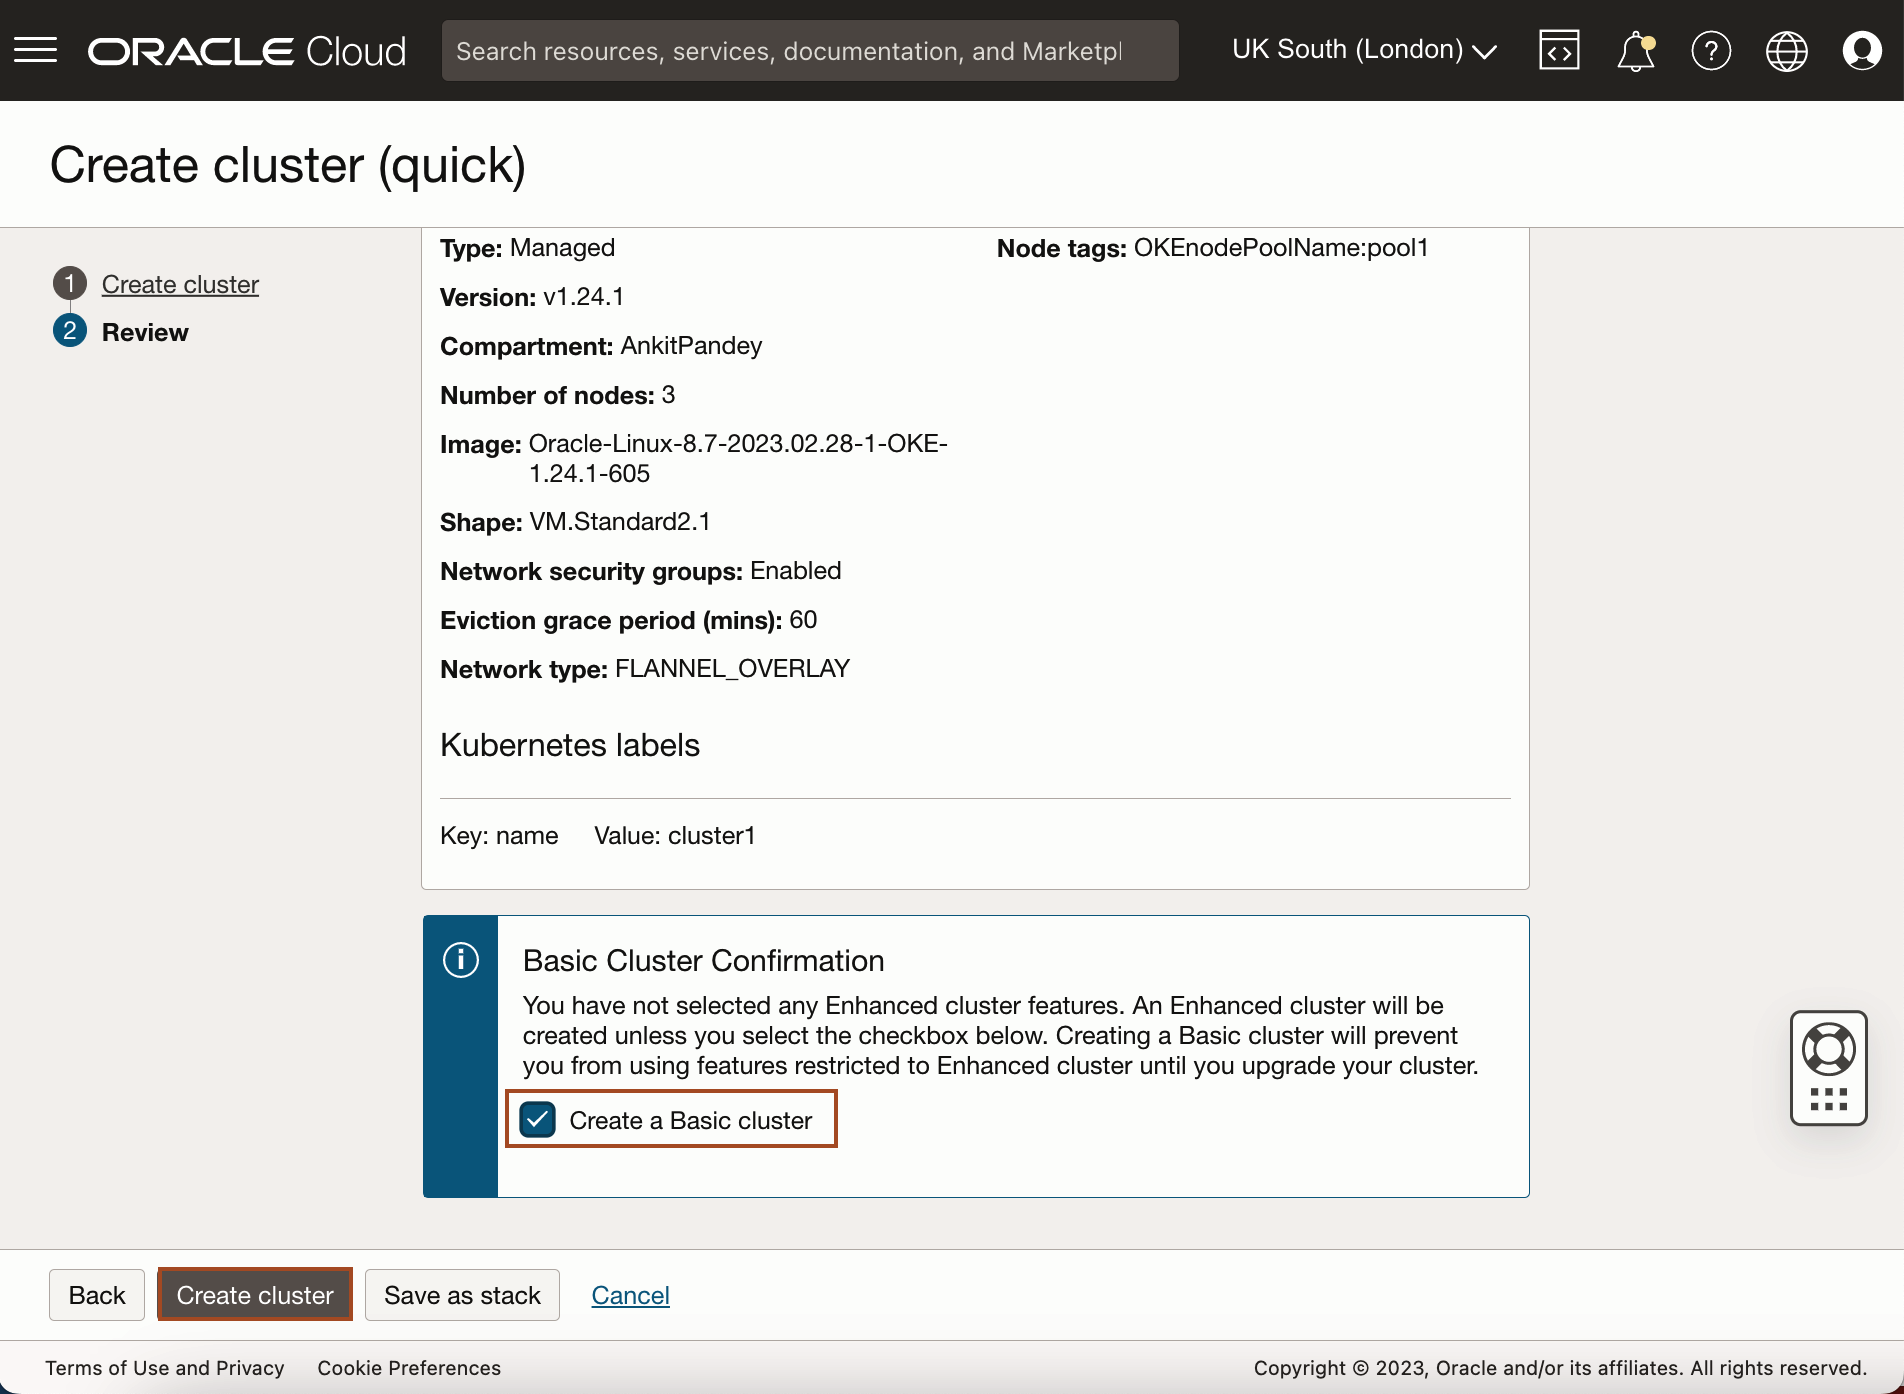 ORACLE Cloud
Search resources, services, documentation, and Marketpl
UK South (London)
Create cluster (quick)
1 Create cluster
2 Review
Type: Managed
Node tags: OKEnodePoolName:pool1
Version: v1.24.1
Compartment: AnkitPandey
Number of nodes: 3
Image: Oracle-Linux-8.7-2023.02.28-1-OKE-
1.24.1-605
Shape: VM.Standard2.1
Network security groups: Enabled
Eviction grace period (mins): 60
Network type: FLANNEL_OVERLAY
Kubernetes labels
Key: name Value: cluster1
Basic Cluster Confirmation
You have not selected any Enhanced cluster features. An Enhanced cluster will be
created unless you select the checkbox below. Creating a Basic cluster will prevent
you from using features restricted to Enhanced cluster until you upgrade your cluster.
Create a Basic cluster
Back Create cluster Save as stack Cancel
Terms of Use and Privacy Cookie Preferences
Copyright © 2023, Oracle and/or its affiliates. All rights reserved.